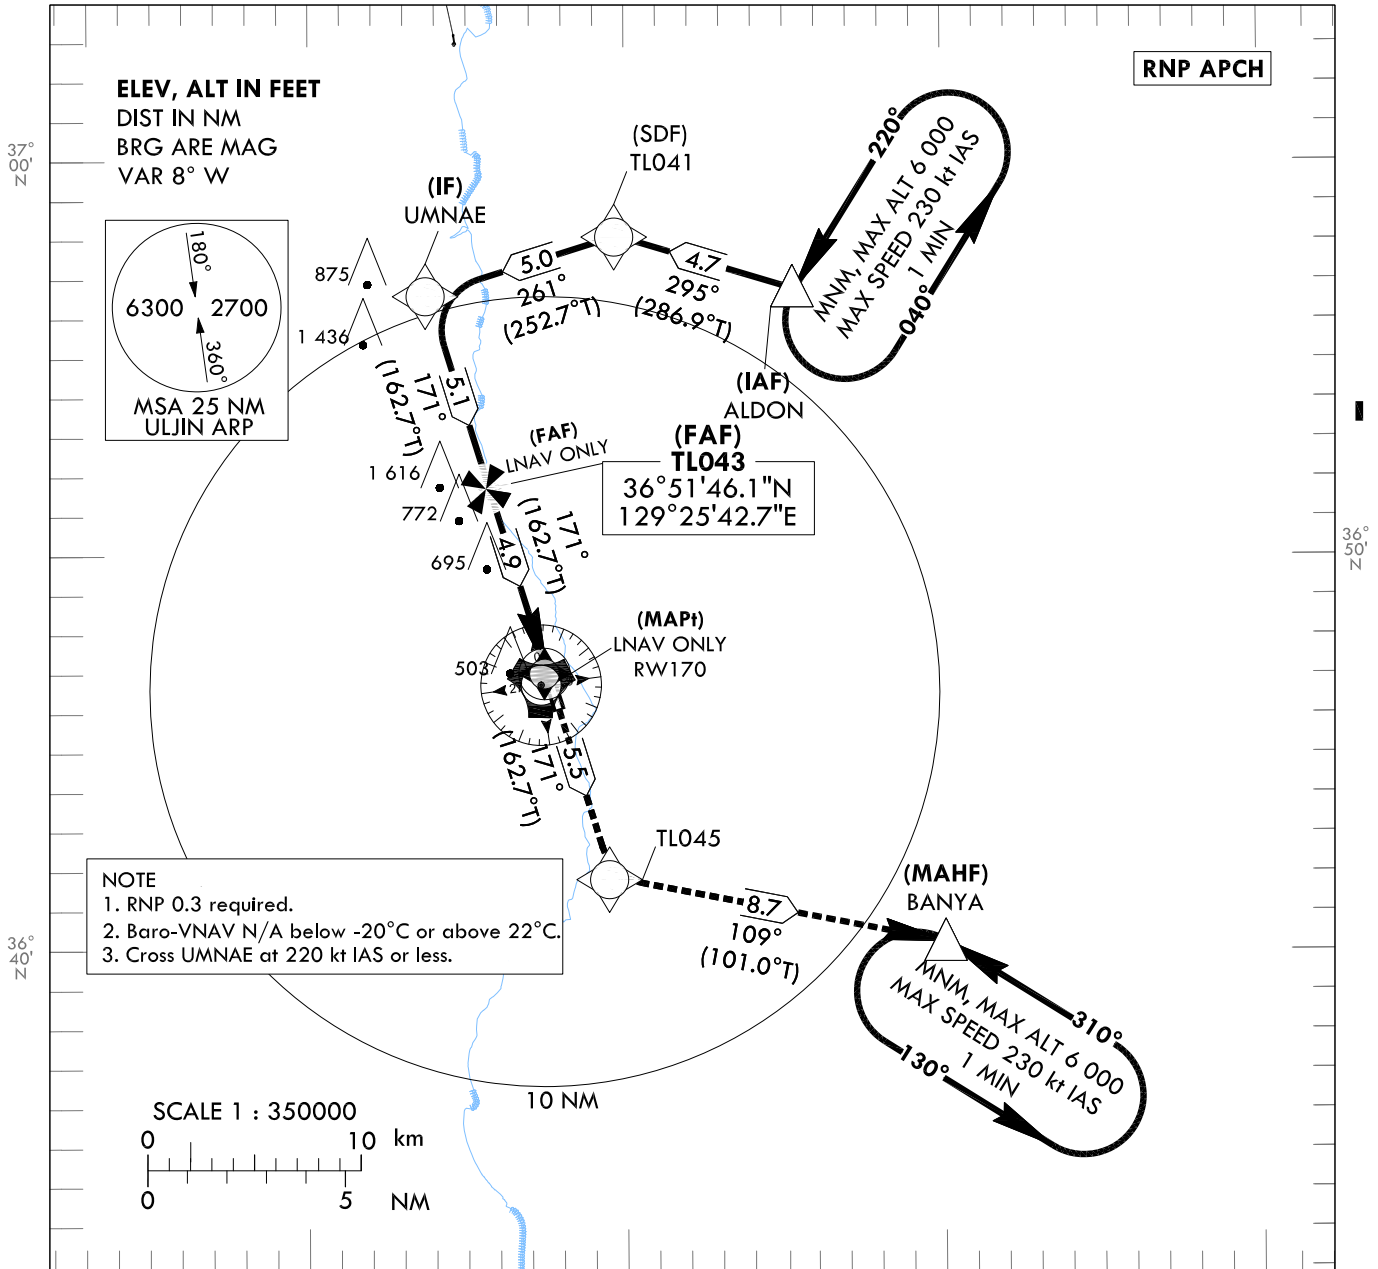 RNP APCH
ELEV, ALT IN FEET
DIST IN NM
BRG ARE MAG
VAR 8° W
37°
00'
N
(SDF)
TL041
(IF)
UMNAE
220°
MNM, MAX ALT 6 000
MAX SPEED 230 kt IAS
1 MIN
040°
180°
6300
2700
360°
MSA 25 NM
ULJIN ARP
875
1 436
5.0
261°
(252.7°T)
4.7
295°
(286.9°T)
(IAF)
ALDON
5.1
171°
(162.7°T)
(FAF)
LNAV ONLY
(FAF)
TL043
36°51'46.1"N
129°25'42.7"E
1 616
772
695
4.9
171°
(162.7°T)
36°
50'
N
(MAPt)
LNAV ONLY
RW170
503
0
2
5.5
171°
(162.7°T)
TL045
8.7
109°
(101.0°T)
(MAHF)
BANYA
MNM, MAX ALT 6 000
MAX SPEED 230 kt IAS
1 MIN
310°
130°
NOTE
1. RNP 0.3 required.
2. Baro-VNAV N/A below -20°C or above 22°C.
3. Cross UMNAE at 220 kt IAS or less.
36°
40'
N
10 NM
SCALE 1 : 350000
0 10 km
0 5 NM